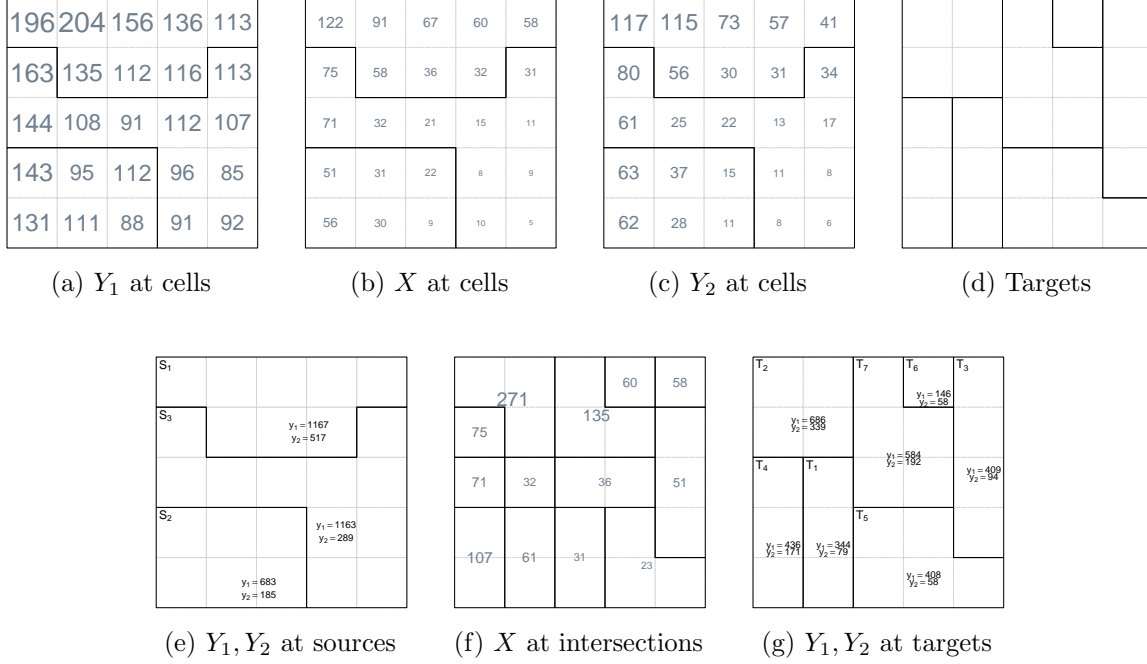 196 204 156 136 113
163 135 112 116 113
144 108 91 112 107
143 95 112 96 85
131 111 88 91 92
(a) Y₁ at cells
122 91 67 60 58
75 58 36 32 31
71 32 21 15 11
51 31 22 8 9
56 30 9 10 5
(b) X at cells
117 115 73 57 41
80 56 30 31 34
61 25 22 13 17
63 37 15 11 8
62 28 11 8 6
(c) Y₂ at cells
(d) Targets
S₁
S₃
y₁ = 1167
y₂ = 517
S₂
y₁ = 1163
y₂ = 289
y₁ = 683
y₂ = 185
(e) Y₁, Y₂ at sources
60 58
271
135
75
71 32 36 51
107 61 31
23
(f) X at intersections
T₂ T₇ T₆ T₃
y₁ = 146
y₂ = 58
y₁ = 686
y₂ = 339
y₁ = 584
y₂ = 192
T₄ T₁
y₁ = 409
y₂ = 94
T₅
y₁ = 436
y₂ = 171
y₁ = 344
y₂ = 79
y₁ = 408
y₂ = 58
(g) Y₁, Y₂ at targets